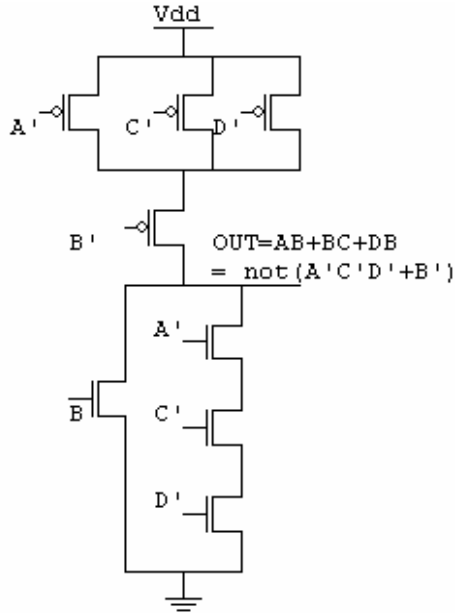 Vdd
A' C' D'
B' OUT=AB+BC+DB
= not(A'C'D'+B')
A'
B C'
D'